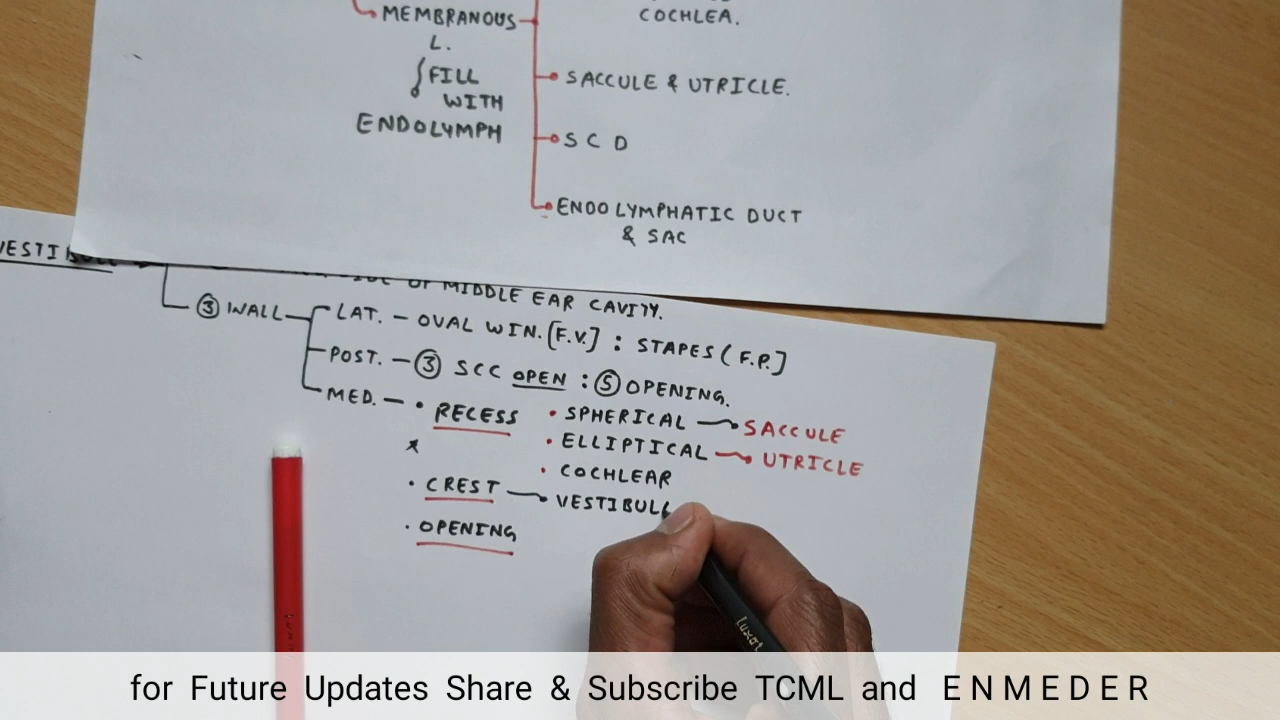 MEMBRANOUS
L.
FILL
WITH
ENDOLYMPH
COCHLEA.
SACCULE & UTRICLE.
S C D
ENDOLYMPHATIC DUCT
& SAC
OF MIDDLE EAR CAVITY.
③ WALL
LAT. – OVAL WIN. [F.V.] : STAPES (F.P.]
POST. – ③ SCC OPEN : ⑤ OPENING.
MED. – • RECESS
• SPHERICAL SACCULE
• ELLIPTICAL UTRICLE
• COCHLEAR
• CREST VESTIBUL
• OPENING
luxor
for Future Updates Share & Subscribe TCML and E N M E D E R